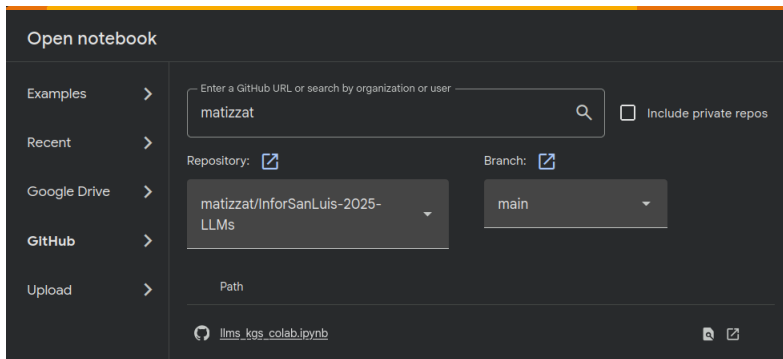 Open notebook
Examples
Recent
Google Drive
GitHub
Upload
Enter a GitHub URL or search by organization or user
matizzat
Include private repos
Repository:
Branch:
matizzat/InforSanLuis-2025-
LLMs
main
Path
llms_kgs_colab.ipynb